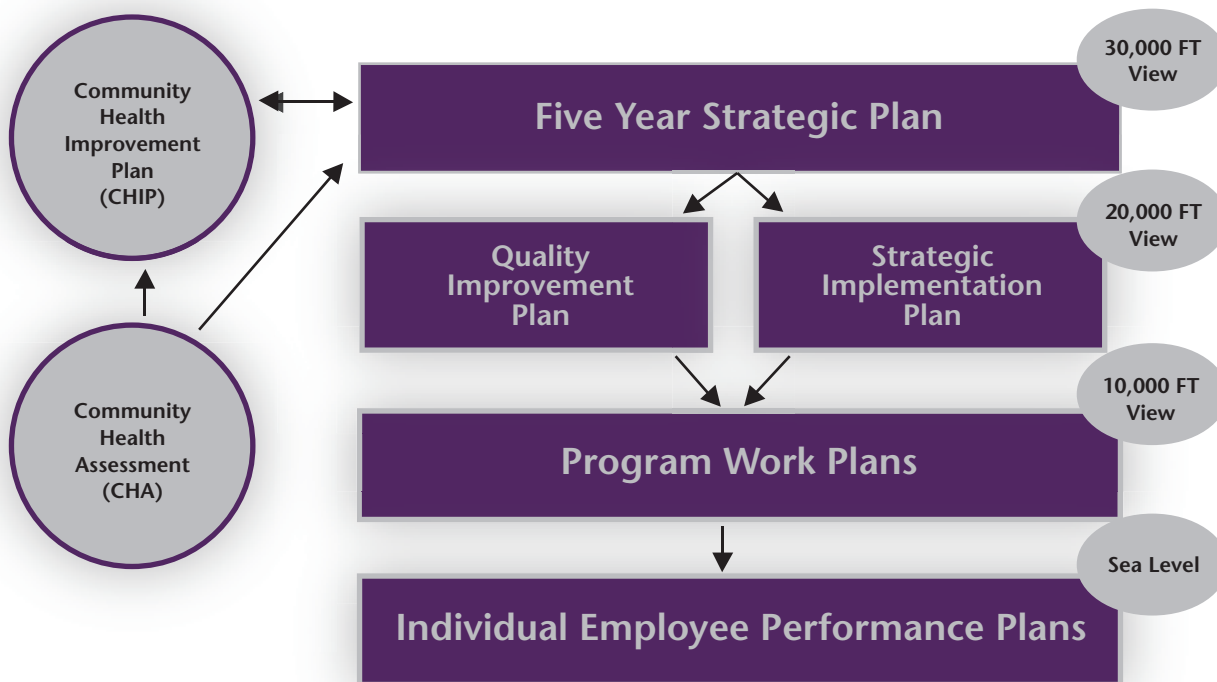 30,000 FT
View
Community
Health
Improvement
Plan
(CHIP)
Five Year Strategic Plan
20,000 FT
View
Quality
Improvement
Plan
Strategic
Implementation
Plan
10,000 FT
View
Community
Health
Assessment
(CHA)
Program Work Plans
Sea Level
Individual Employee Performance Plans